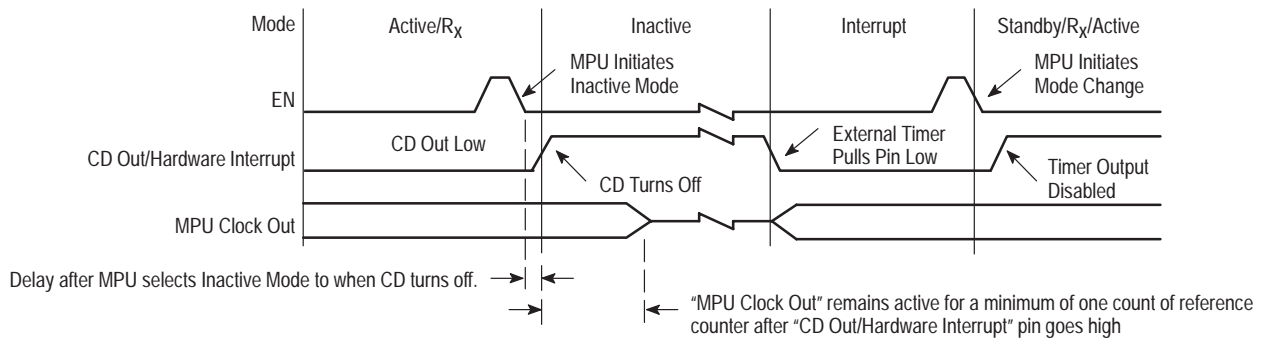 Mode Active/RX Inactive Interrupt Standby/RX/Active
MPU Initiates
Inactive Mode
MPU Initiates
Mode Change
EN
CD Out/Hardware Interrupt
CD Out Low
CD Turns Off
External Timer
Pulls Pin Low
Timer Output
Disabled
MPU Clock Out
Delay after MPU selects Inactive Mode to when CD turns off.
"MPU Clock Out" remains active for a minimum of one count of reference
counter after "CD Out/Hardware Interrupt" pin goes high